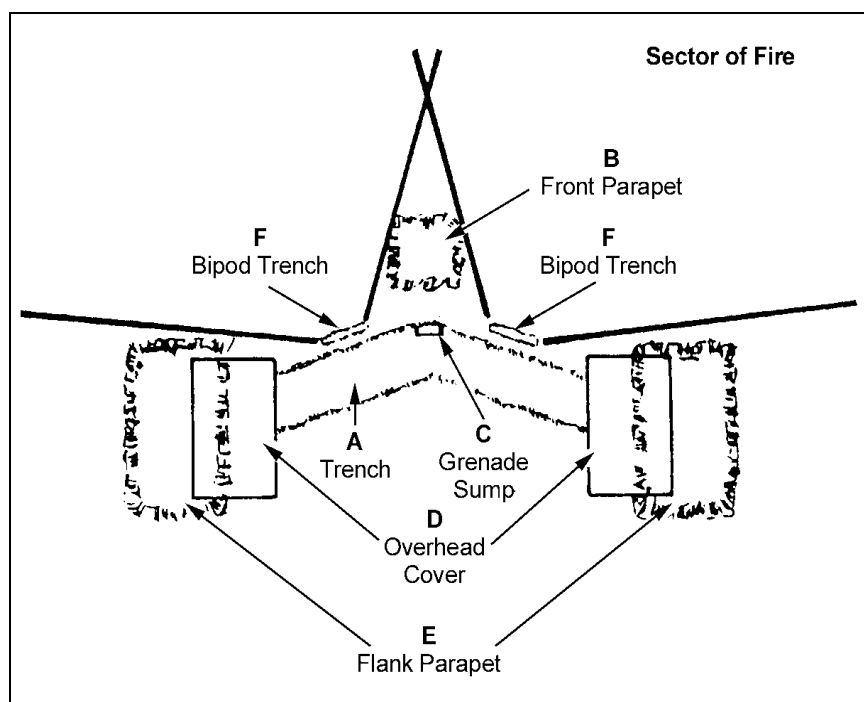 Sector of Fire
B
Front Parapet
F
Bipod Trench
F
Bipod Trench
A
Trench
C
Grenade
Sump
D
Overhead
Cover
E
Flank Parapet